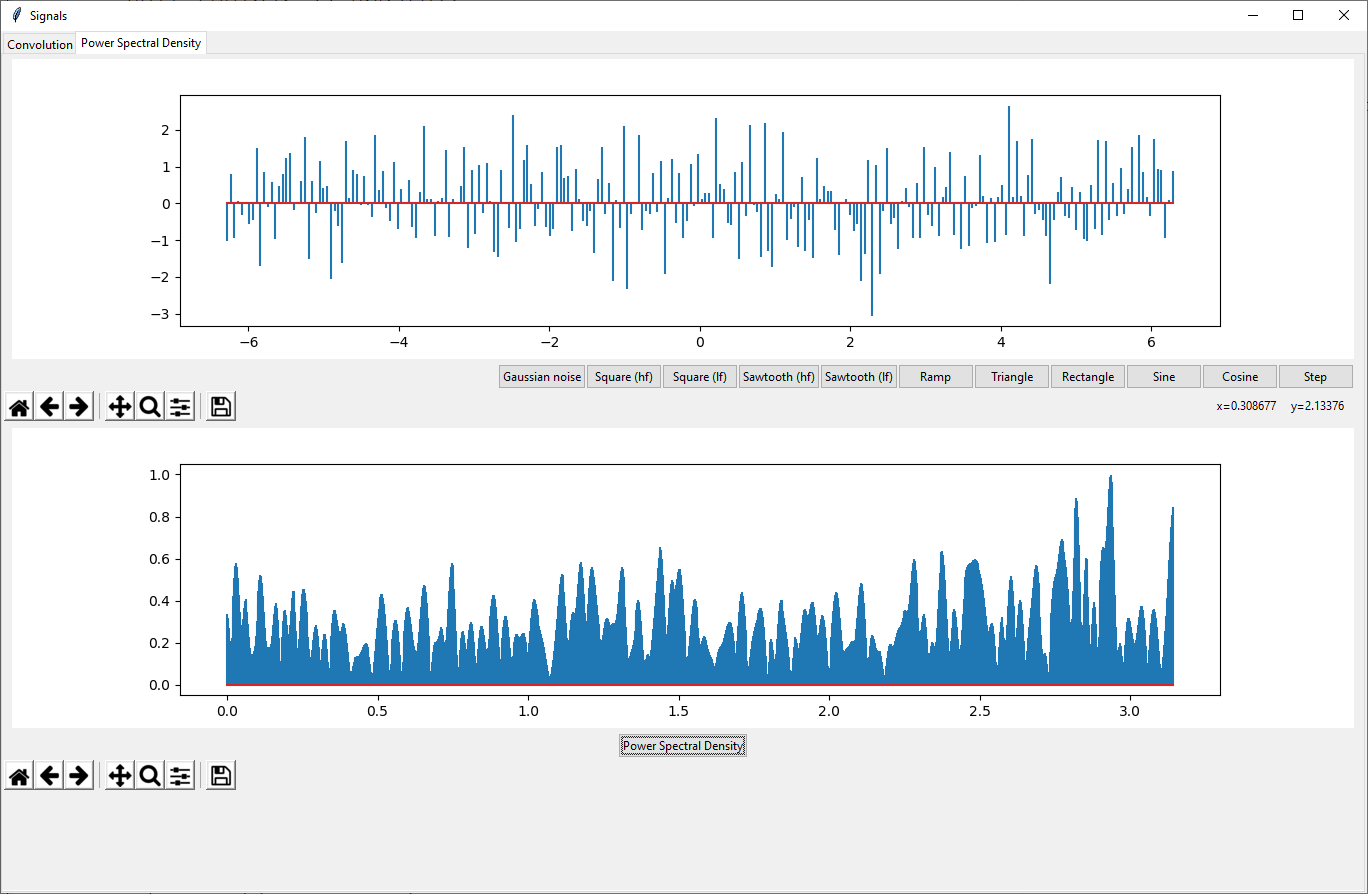 Signals
Convolution Power Spectral Density
2
1
0
−1
−2
−3
−6 −4 −2 0 2 4 6
Gaussian noise Square (hf) Square (lf) Sawtooth (hf) Sawtooth (lf) Ramp Triangle Rectangle Sine Cosine Step
x=0.308677 y=2.13376
1.0
0.8
0.6
0.4
0.2
0.0
0.0 0.5 1.0 1.5 2.0 2.5 3.0
Power Spectral Density